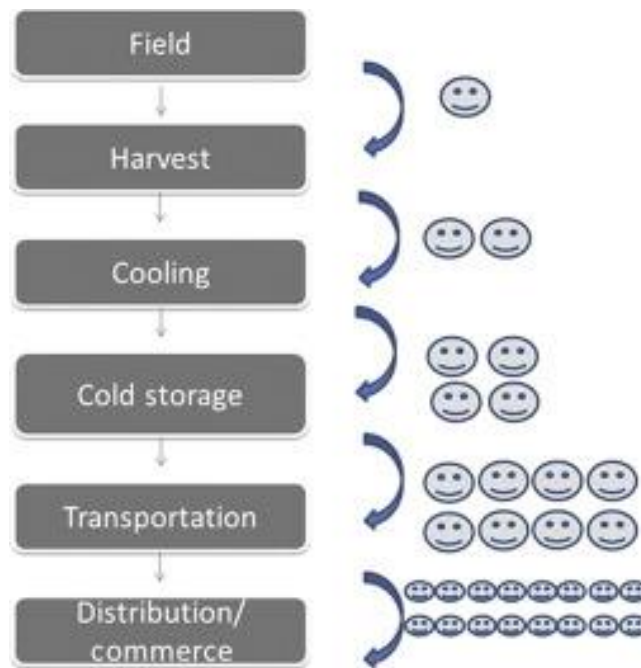 Field
Harvest
Cooling
Cold storage
Transportation
Distribution/
commerce